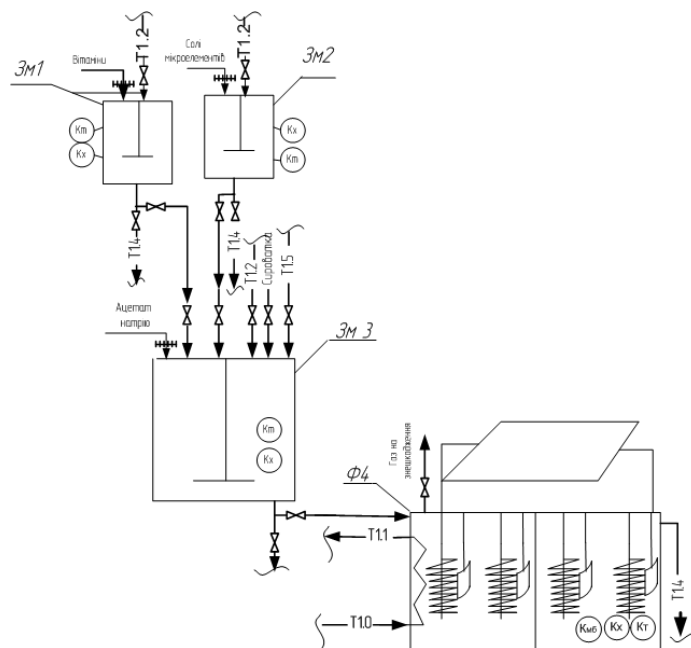 Т1.2
Т1.2
Вітаміни
Солі
мікроелементів
Зм1
Зм2
Кт
Кх
Кх
Кт
Т1.4
Т1.4
Т1.2
Сироватка
Т1.5
Ацетат
натрію
Зм 3
Кт
Кх
Газ на
знешкодження
Ф4
Т1.1
Т1.0
Кмб
Кх
Кт
Т1.4